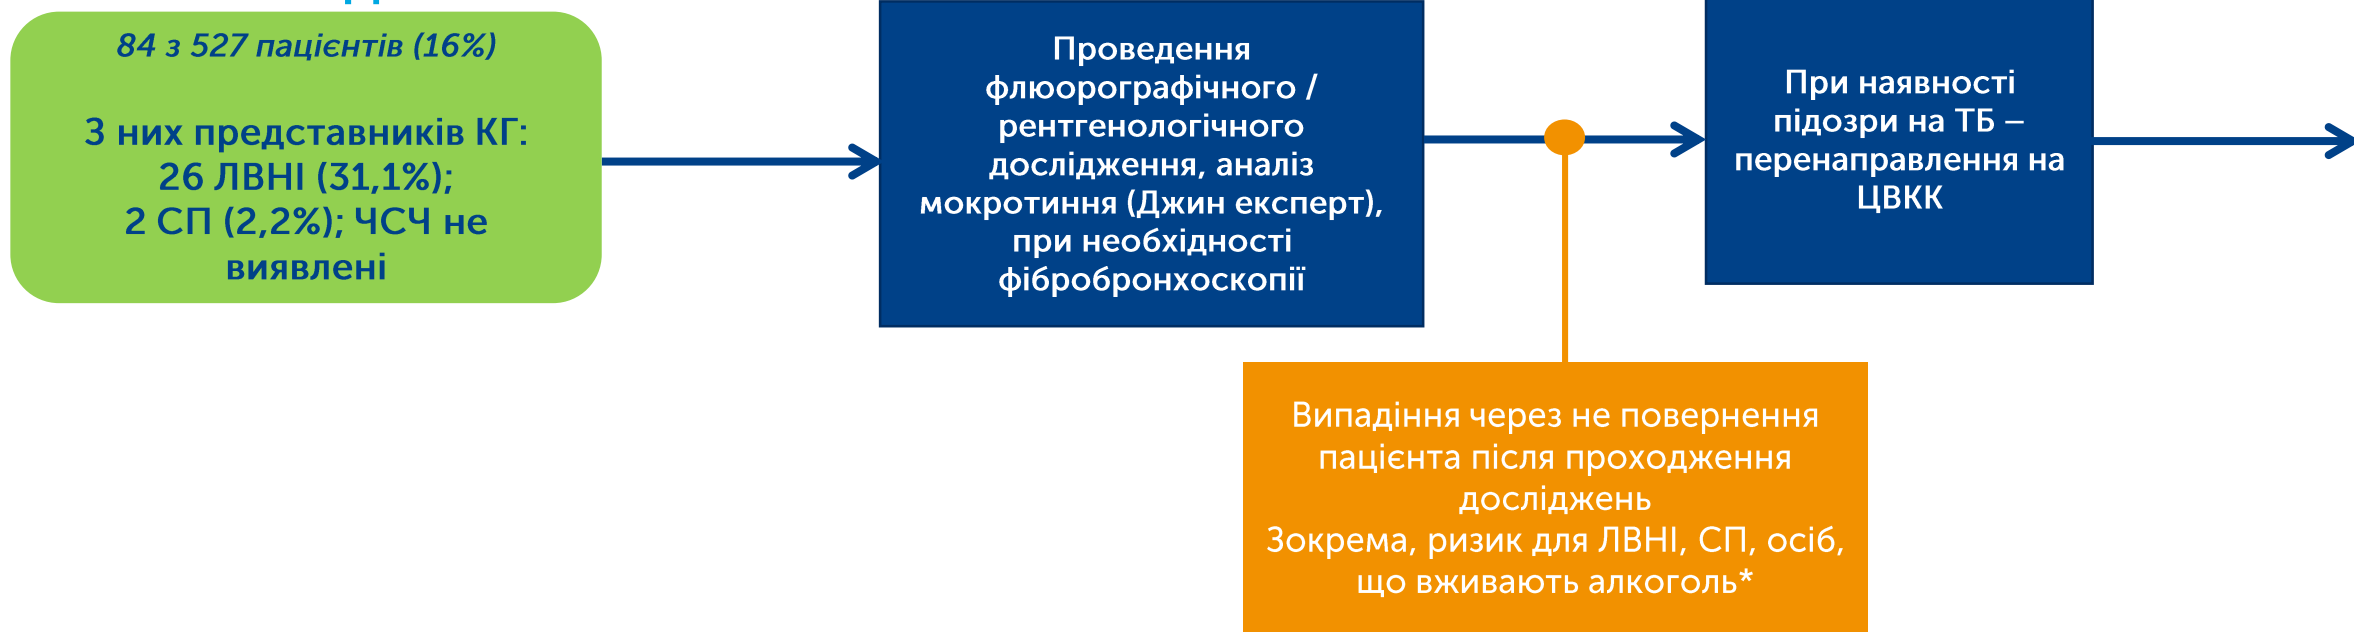 84 з 527 пацієнтів (16%)
З них представників КГ:
26 ЛВНІ (31,1%);
2 СП (2,2%); ЧСЧ не
виявлені
Проведення
флюорографічного /
рентгенологічного
дослідження, аналіз
мокротиння (Джин експерт),
при необхідності
фібробронхоскопії
При наявності
підозри на ТБ –
перенаправлення на
ЦВКК
Випадіння через не повернення
пацієнта після проходження
досліджень
Зокрема, ризик для ЛВНІ, СП, осіб,
що вживають алкоголь*